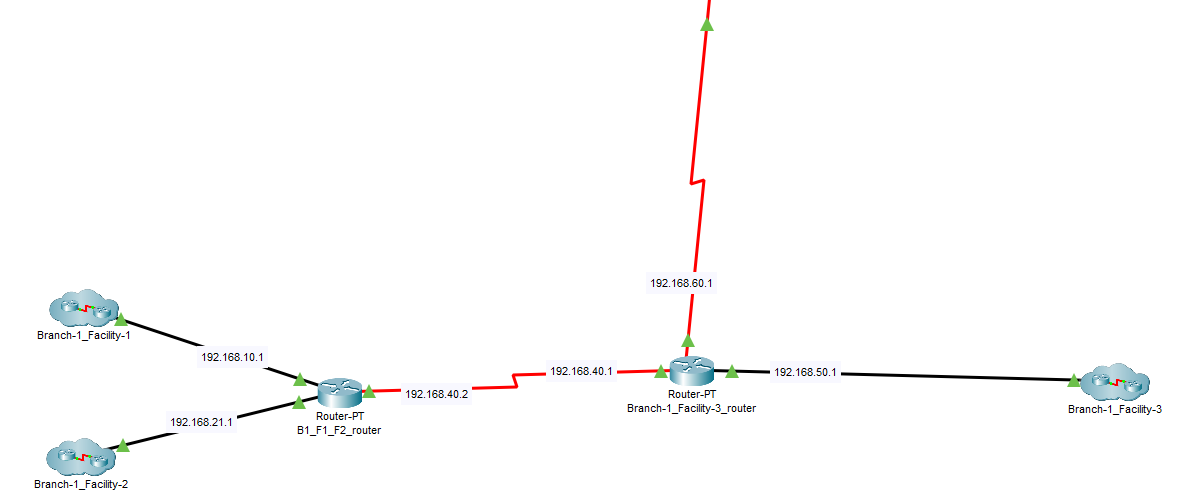 192.168.60.1
Branch-1_Facility-1
192.168.10.1
192.168.40.1
192.168.50.1
192.168.40.2
Router-PT
Branch-1_Facility-3_router
Branch-1_Facility-3
192.168.21.1
Router-PT
B1_F1_F2_router
Branch-1_Facility-2